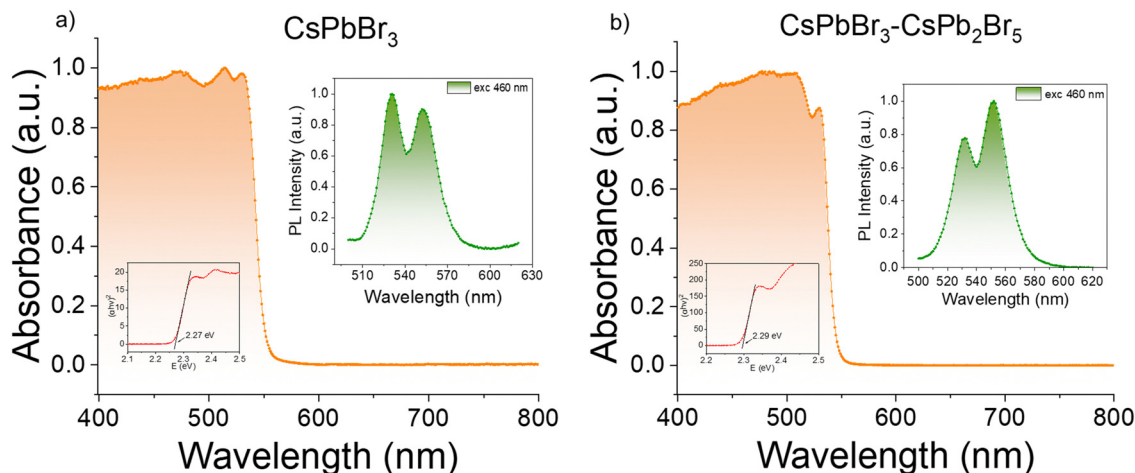 a)
CsPbBr₃
Absorbance (a.u.)
1.0
0.8
0.6
0.4
0.2
0.0
400 500 600 700 800
Wavelength (nm)
exc 460 nm
PL Intensity (a.u.)
1.0
0.8
0.6
0.4
0.2
0.0
510 540 570 600 630
Wavelength (nm)
(αhν)²
20
15
10
5
0
2.27 eV
2.1 2.2 2.3 2.4 2.5
E (eV)
b)
CsPbBr₃-CsPb₂Br₅
Absorbance (a.u.)
1.0
0.8
0.6
0.4
0.2
0.0
400 500 600 700 800
Wavelength (nm)
exc 460 nm
PL Intensity (a.u.)
1.0
0.8
0.6
0.4
0.2
0.0
500 520 540 560 580 600 620
Wavelength (nm)
(αhν)²
250
200
150
100
50
0
2.29 eV
2.2 2.3 2.4 2.5
E (eV)